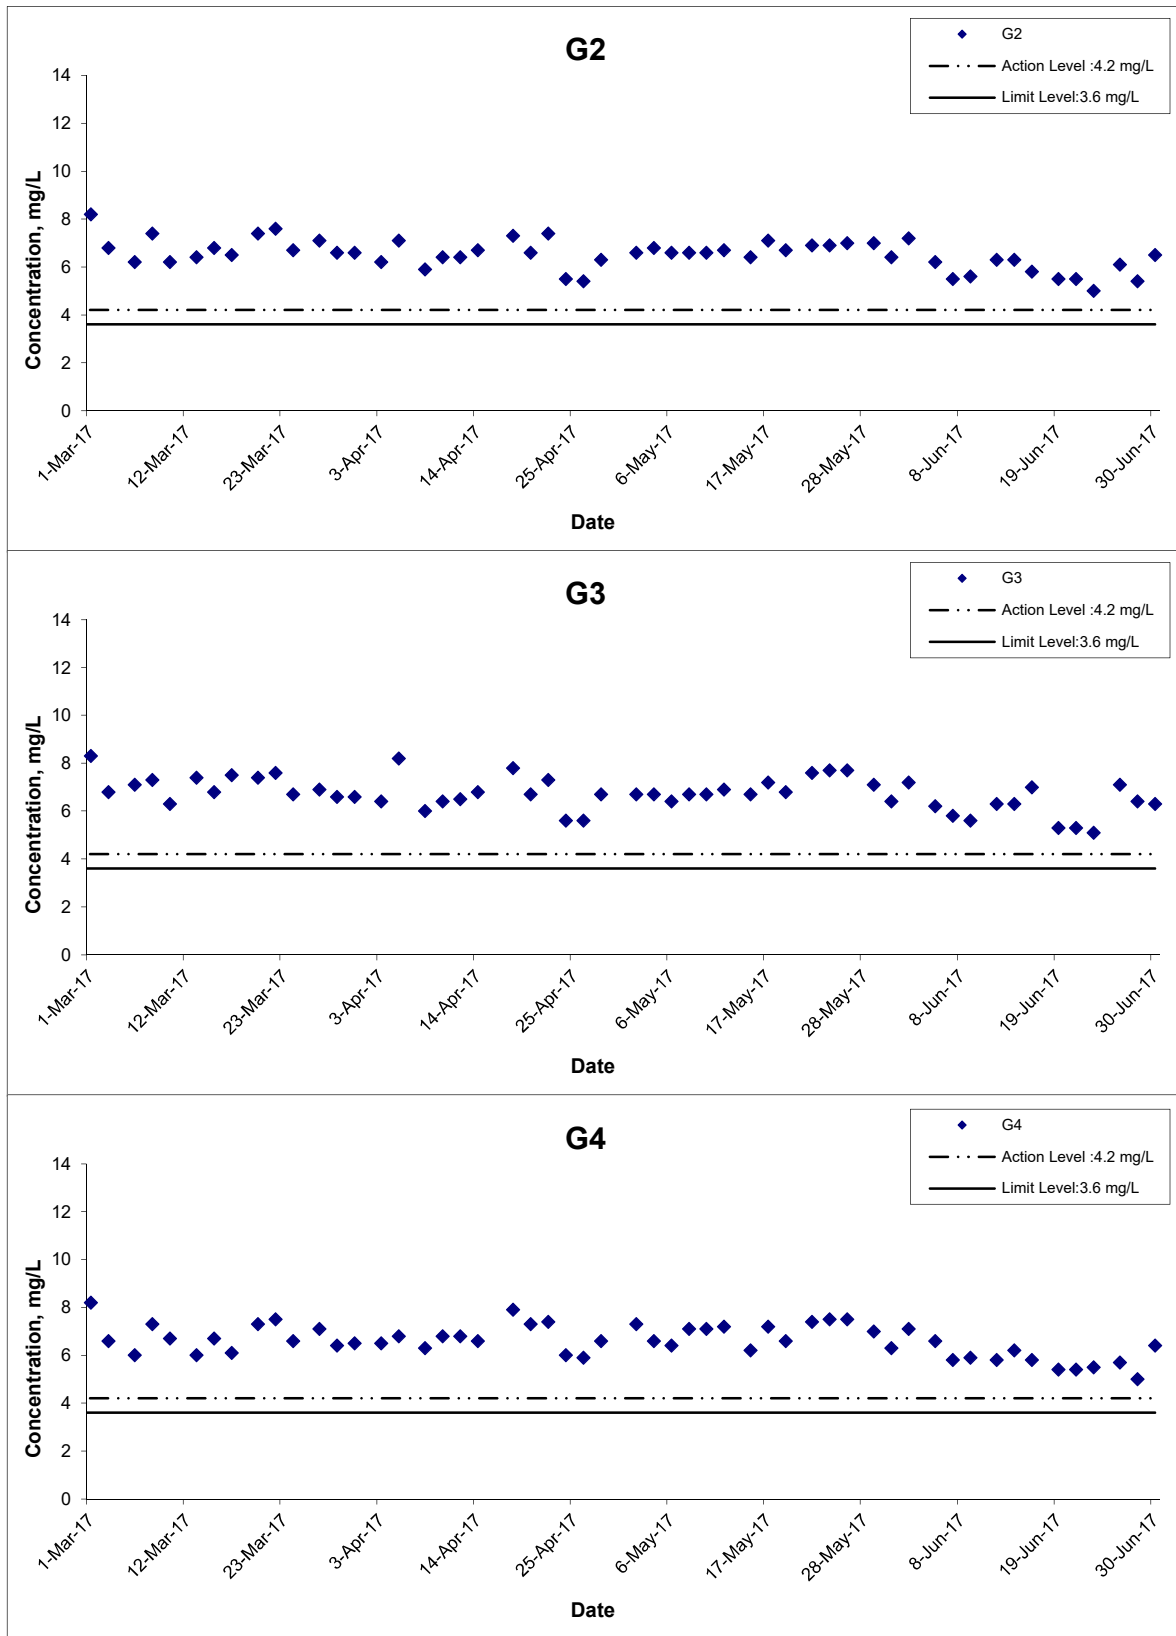 G2
G2
Action Level :4.2 mg/L
Limit Level:3.6 mg/L
Concentration, mg/L
14
12
10
8
6
4
2
0
1-Mar-17
12-Mar-17
23-Mar-17
3-Apr-17
14-Apr-17
25-Apr-17
6-May-17
17-May-17
28-May-17
8-Jun-17
19-Jun-17
30-Jun-17
Date
G3
G3
Action Level :4.2 mg/L
Limit Level:3.6 mg/L
Concentration, mg/L
14
12
10
8
6
4
2
0
1-Mar-17
12-Mar-17
23-Mar-17
3-Apr-17
14-Apr-17
25-Apr-17
6-May-17
17-May-17
28-May-17
8-Jun-17
19-Jun-17
30-Jun-17
Date
G4
G4
Action Level :4.2 mg/L
Limit Level:3.6 mg/L
Concentration, mg/L
14
12
10
8
6
4
2
0
1-Mar-17
12-Mar-17
23-Mar-17
3-Apr-17
14-Apr-17
25-Apr-17
6-May-17
17-May-17
28-May-17
8-Jun-17
19-Jun-17
30-Jun-17
Date